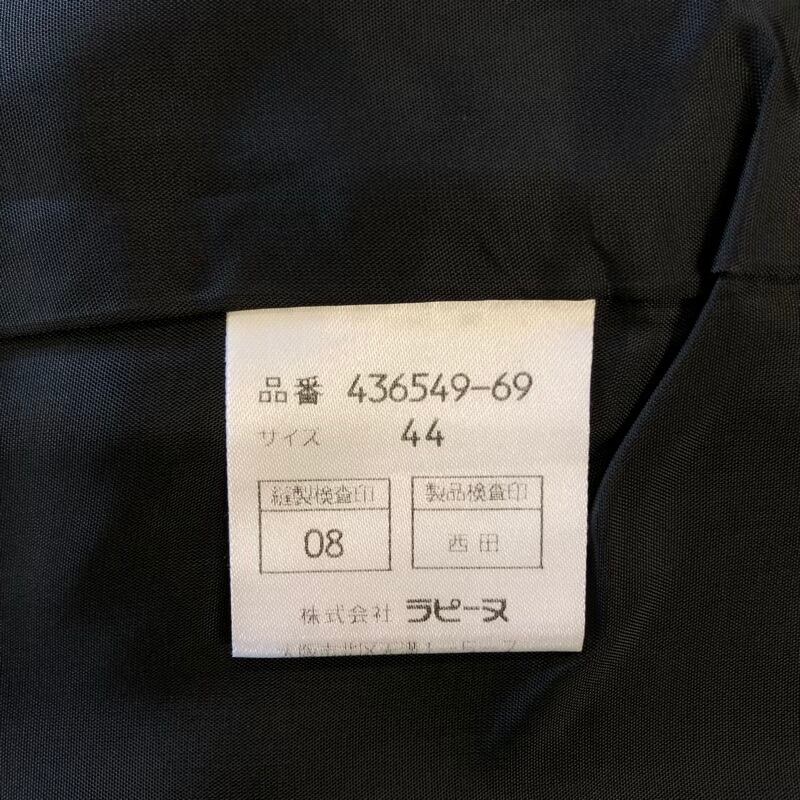 品番 436549-69
サイズ 44
縫製検査印 製品検査印
08 西田
株式会社 ラピーヌ